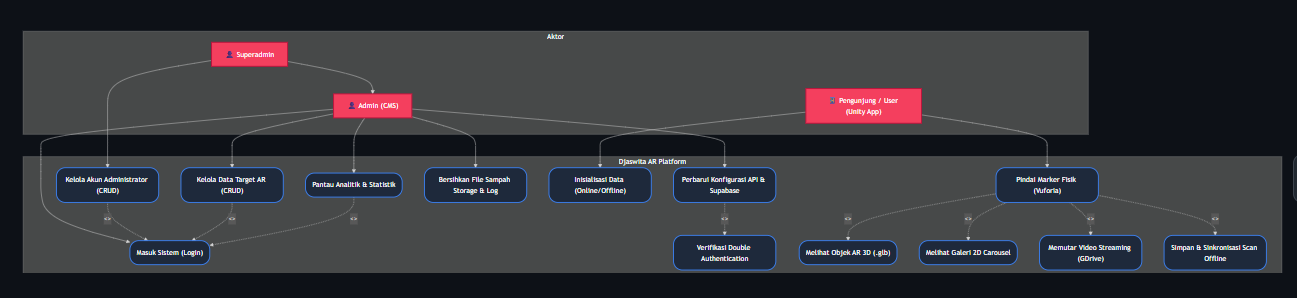 Aktor
Superadmin
Admin (CMS)
Pengunjung / User
(Unity App)
Djaswita AR Platform
Kelola Akun Administrator
(CRUD)
Kelola Data Target AR
(CRUD)
Pantau Analitik & Statistik
Bersihkan File Sampah
Storage & Log
Inisialisasi Data
(Online/Offline)
Perbarui Konfigurasi API &
Supabase
Pindai Marker Fisik
(Vuforia)
<>
<>
<>
<>
<>
<>
<>
<>
Masuk Sistem (Login)
Verifikasi Double
Authentication
Melihat Objek AR 3D (.glb)
Melihat Galeri 2D Carousel
Memutar Video Streaming
(GDrive)
Simpan & Sinkronisasi Scan
Offline